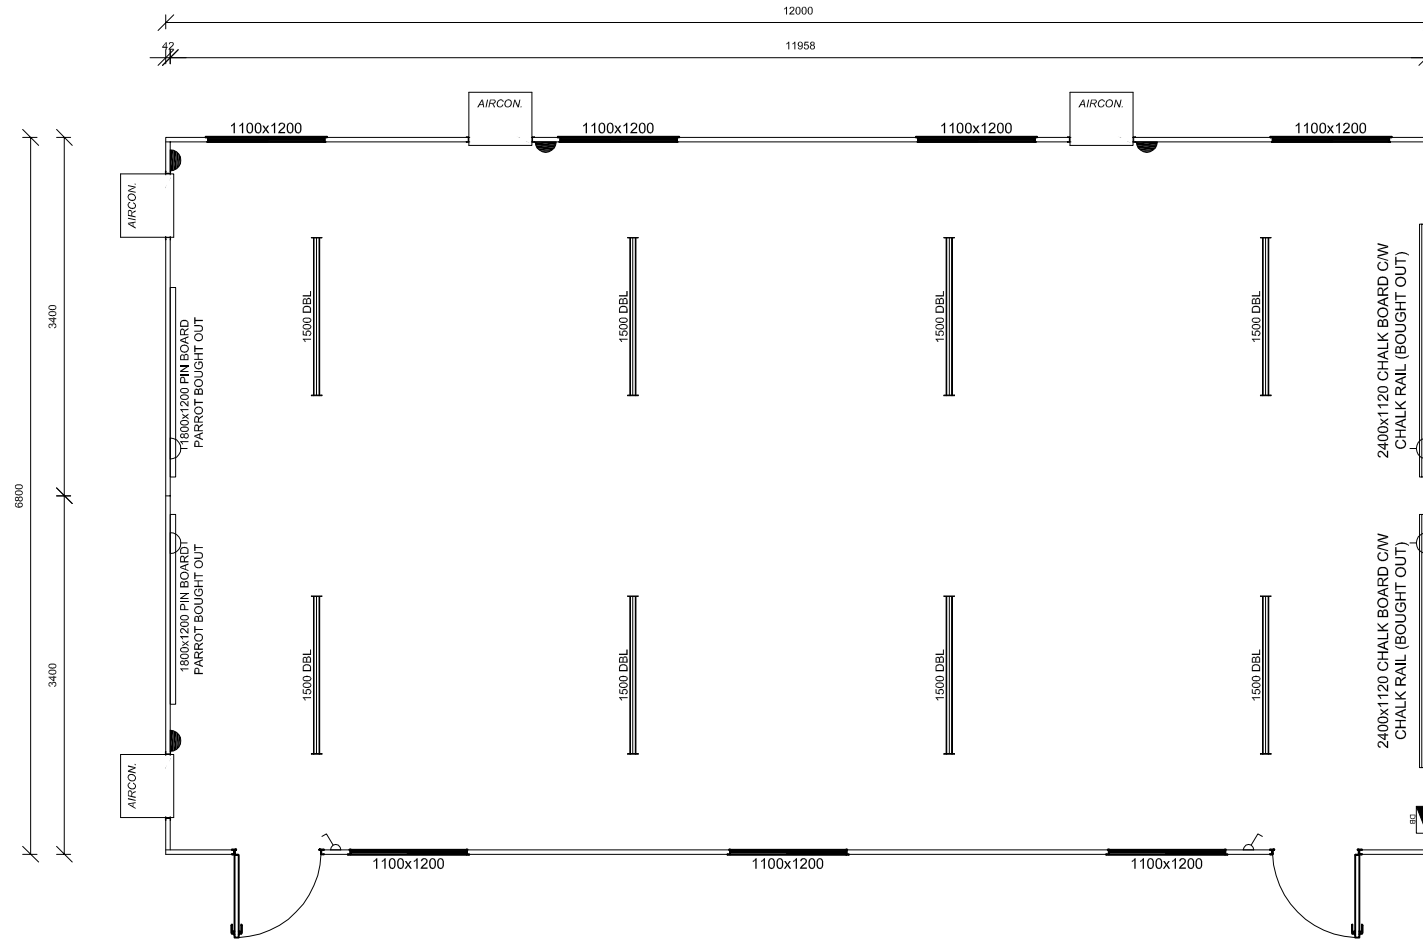 12000
42
11958
AIRCON.
AIRCON.
1100x1200
1100x1200
1100x1200
1100x1200
AIRCON.
3400
6800
3400
1800x1200 PIN BOARD
PARROT BOUGHT OUT
1500 DBL
1500 DBL
1500 DBL
1500 DBL
2400x1120 CHALK BOARD C/W
CHALK RAIL (BOUGHT OUT)
1800x1200 PIN BOARD
PARROT BOUGHT OUT
1500 DBL
1500 DBL
1500 DBL
1500 DBL
2400x1120 CHALK BOARD C/W
CHALK RAIL (BOUGHT OUT)
AIRCON.
DB
1100x1200
1100x1200
1100x1200